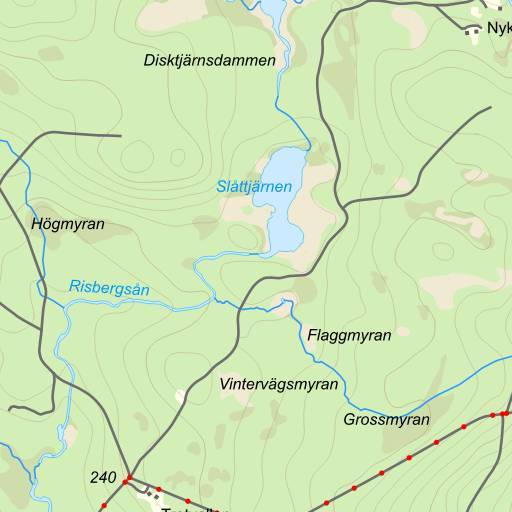 Nyk
Disktjärnsdammen
Slåttjärnen
Högmyran
Risbergsån
Flaggmyran
Vintervägsmyran
Grossmyran
240